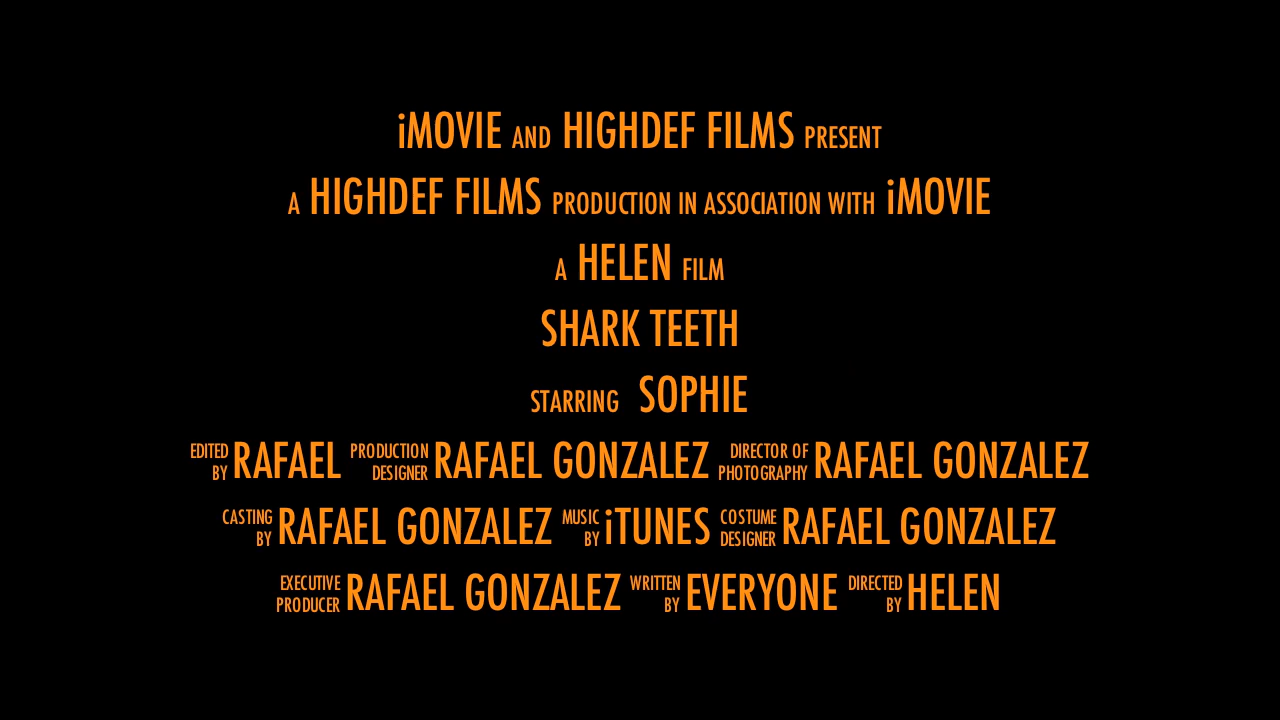 iMOVIE AND HIGHDEF FILMS PRESENT
A HIGHDEF FILMS PRODUCTION IN ASSOCIATION WITH iMOVIE
A HELEN FILM
SHARK TEETH
STARRING SOPHIE
EDITED BY RAFAEL PRODUCTION DESIGNER RAFAEL GONZALEZ DIRECTOR OF PHOTOGRAPHY RAFAEL GONZALEZ
CASTING BY RAFAEL GONZALEZ MUSIC BY iTUNES COSTUME DESIGNER RAFAEL GONZALEZ
EXECUTIVE PRODUCER RAFAEL GONZALEZ WRITTEN BY EVERYONE DIRECTED BY HELEN